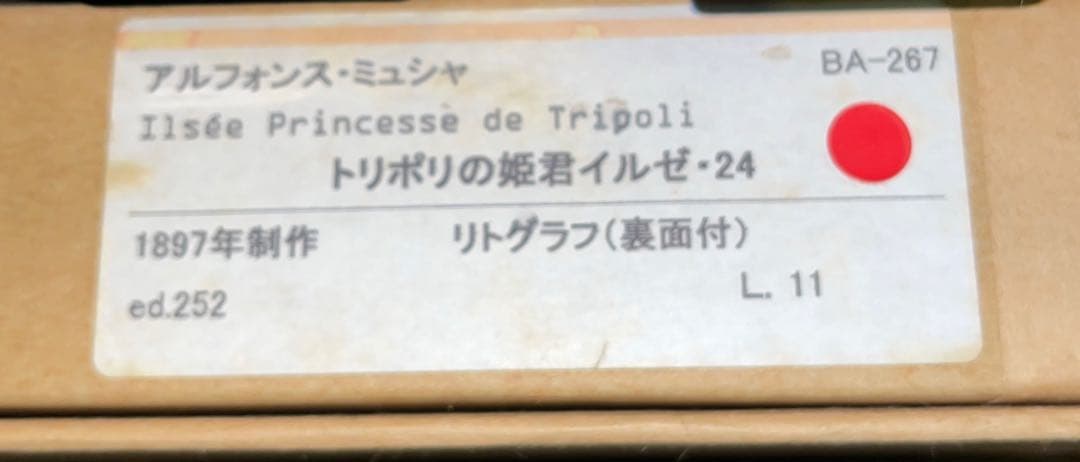 アルフォンス・ミュシャ
BA-267
Ilsée Princesse de Tripoli
トリポリの姫君イルゼ・24
1897年制作 リトグラフ(裏面付)
ed.252
L. 11